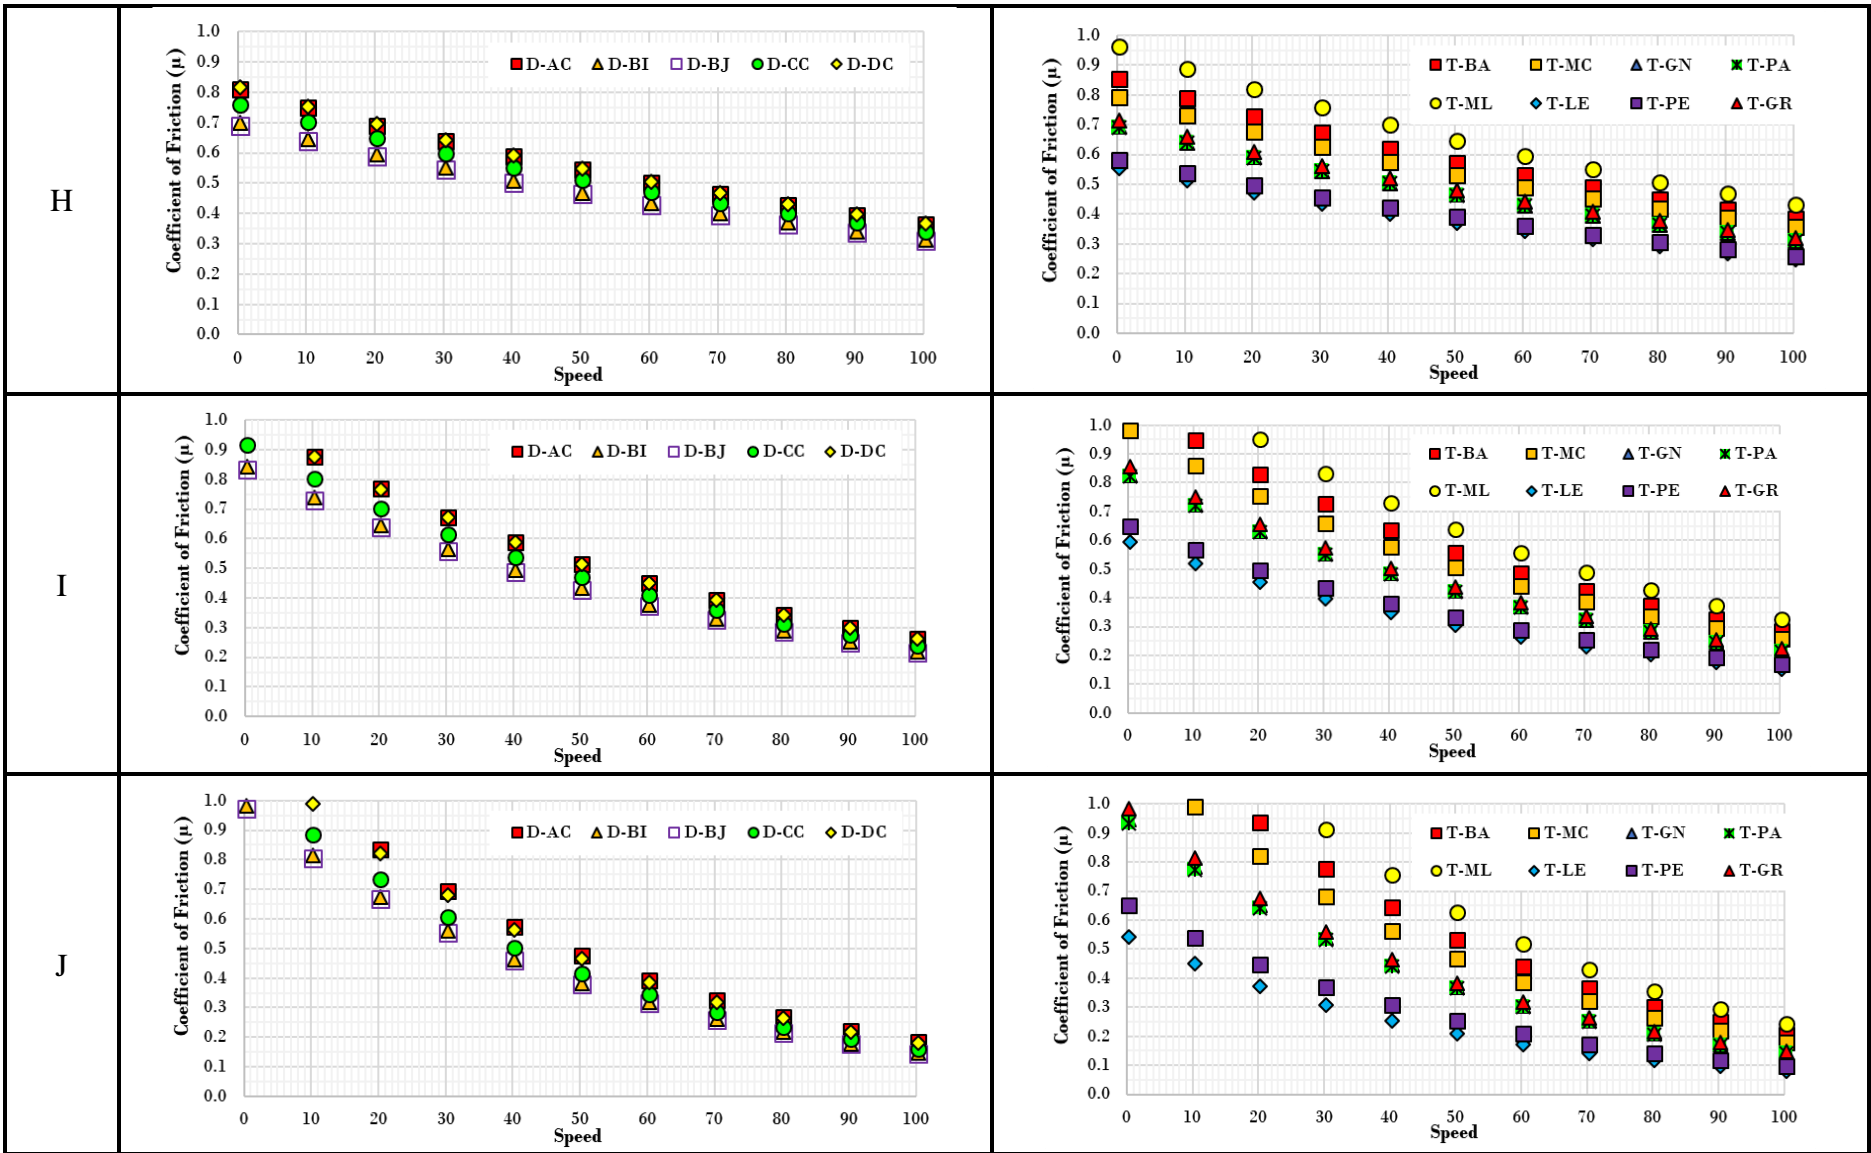 H
Coefficient of Friction (μ)
1.0
0.9
0.8
0.7
0.6
0.5
0.4
0.3
0.2
0.1
0.0
D-AC D-BI D-BJ D-CC D-DC
0 10 20 30 40 50 60 70 80 90 100
Speed
Coefficient of Friction (μ)
1.0
0.9
0.8
0.7
0.6
0.5
0.4
0.3
0.2
0.1
0.0
T-BA T-MC T-GN T-PA
T-ML T-LE T-PE T-GR
0 10 20 30 40 50 60 70 80 90 100
Speed
I
Coefficient of Friction (μ)
1.0
0.9
0.8
0.7
0.6
0.5
0.4
0.3
0.2
0.1
0.0
D-AC D-BI D-BJ D-CC D-DC
0 10 20 30 40 50 60 70 80 90 100
Speed
Coefficient of Friction (μ)
1.0
0.9
0.8
0.7
0.6
0.5
0.4
0.3
0.2
0.1
0.0
T-BA T-MC T-GN T-PA
T-ML T-LE T-PE T-GR
0 10 20 30 40 50 60 70 80 90 100
Speed
J
Coefficient of Friction (μ)
1.0
0.9
0.8
0.7
0.6
0.5
0.4
0.3
0.2
0.1
0.0
D-AC D-BI D-BJ D-CC D-DC
0 10 20 30 40 50 60 70 80 90 100
Speed
Coefficient of Friction (μ)
1.0
0.9
0.8
0.7
0.6
0.5
0.4
0.3
0.2
0.1
0.0
T-BA T-MC T-GN T-PA
T-ML T-LE T-PE T-GR
0 10 20 30 40 50 60 70 80 90 100
Speed